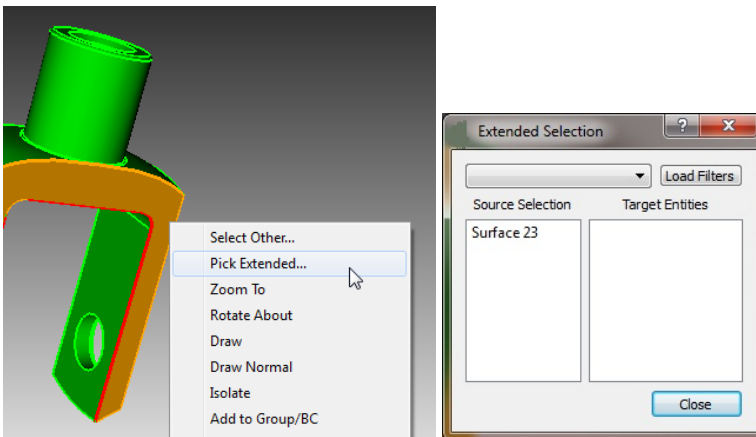 Select Other...
Pick Extended...
Zoom To
Rotate About
Draw
Draw Normal
Isolate
Add to Group/BC
Extended Selection
?
X
Load Filters
Source Selection
Target Entities
Surface 23
Close